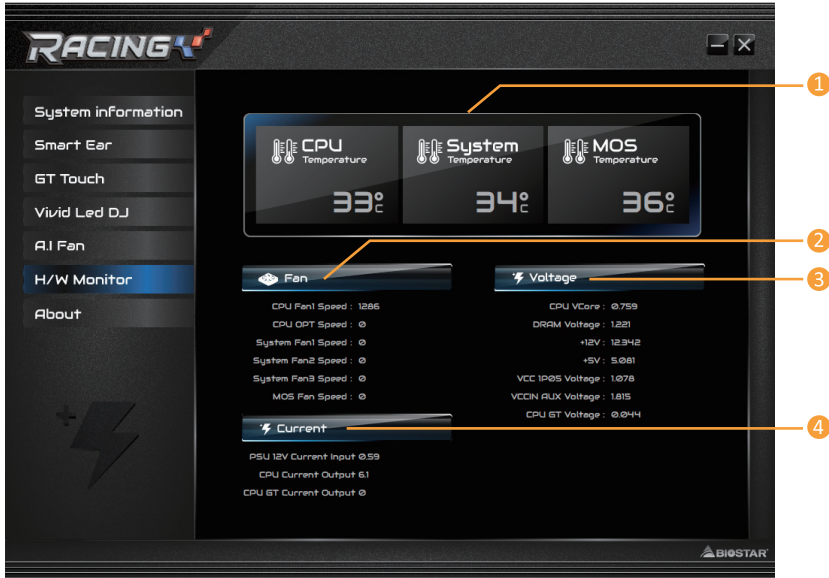 RACING
System information
Smart Ear
GT Touch
Vivid Led DJ
A.I Fan
H/W Monitor
About
1
CPU
Temperature
33°C
System
Temperature
34°C
MOS
Temperature
36°C
2
Fan
CPU Fan1 Speed : 1286
CPU OPT Speed : 0
System Fan1 Speed : 0
System Fan2 Speed : 0
System Fan3 Speed : 0
MOS Fan Speed : 0
3
Voltage
CPU VCore : 0.759
DRAM Voltage : 1.221
+12V : 12.342
+5V : 5.081
VCC 1P05 Voltage : 1.078
VCCIN AUX Voltage : 1.815
CPU GT Voltage : 0.044
4
Current
PSU 12V Current Input 0.59
CPU Current Output 6.1
CPU GT Current Output 0
BIOSTAR